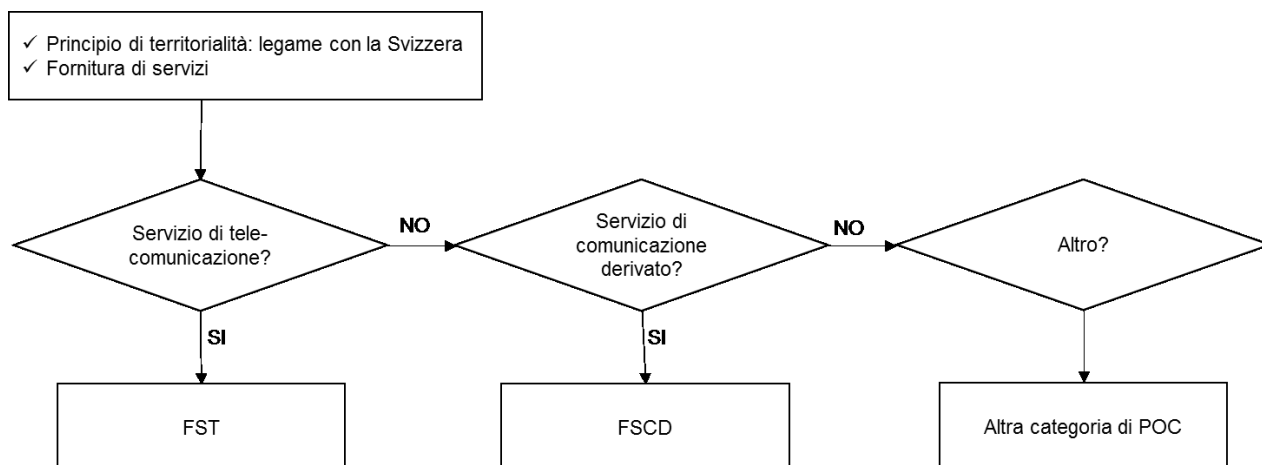 ✓ Principio di territorialità: legame con la Svizzera
✓ Fornitura di servizi
Servizio di tele-
comunicazione?
NO
Servizio di
comunicazione
derivato?
NO
Altro?
SI
SI
FST
FSCD
Altra categoria di POC